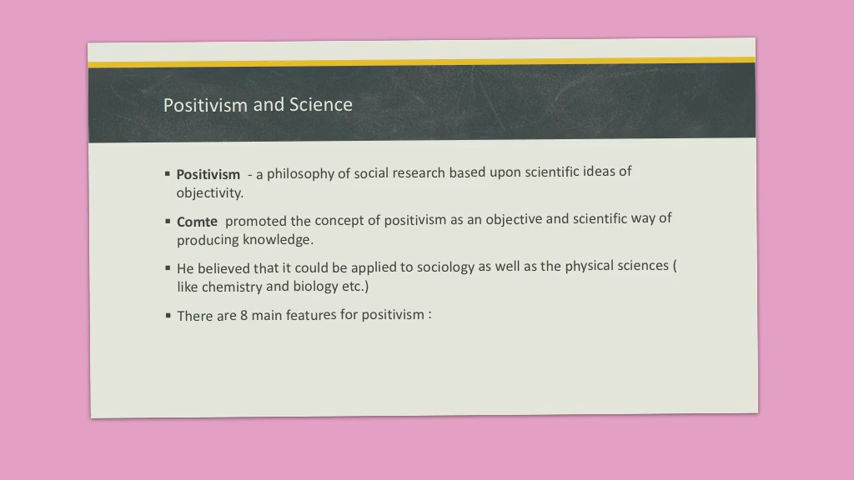 Positivism and Science
▪ Positivism  - a philosophy of social research based upon scientific ideas of
objectivity.
▪ Comte  promoted the concept of positivism as an objective and scientific way of
producing knowledge.
▪ He believed that it could be applied to sociology as well as the physical sciences (
like chemistry and biology etc.)
▪ There are 8 main features for positivism :